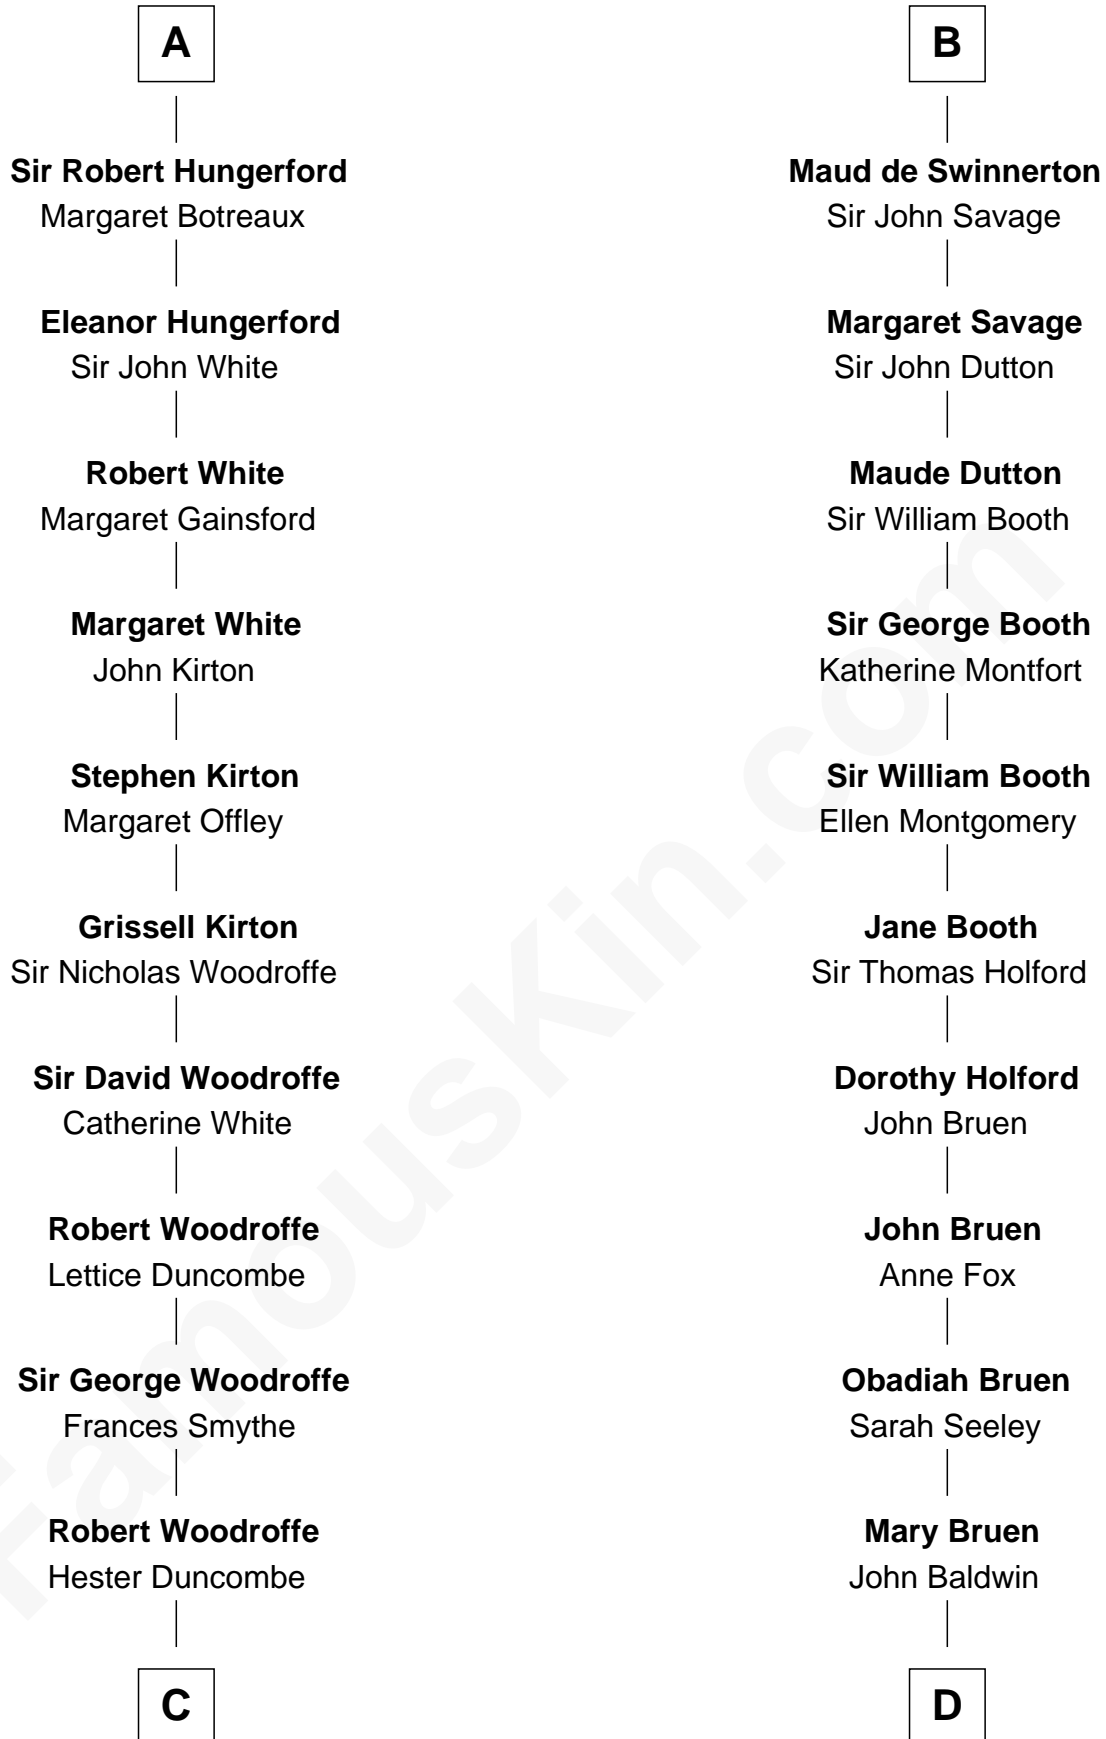 A
Sir Robert Hungerford
Margaret Botreaux
Eleanor Hungerford
Sir John White
Robert White
Margaret Gainsford
Margaret White
John Kirton
Stephen Kirton
Margaret Offley
Grissell Kirton
Sir Nicholas Woodroffe
Sir David Woodroffe
Catherine White
Robert Woodroffe
Lettice Duncombe
Sir George Woodroffe
Frances Smythe
Robert Woodroffe
Hester Duncombe
C
B
Maud de Swinnerton
Sir John Savage
Margaret Savage
Sir John Dutton
Maude Dutton
Sir William Booth
Sir George Booth
Katherine Montfort
Sir William Booth
Ellen Montgomery
Jane Booth
Sir Thomas Holford
Dorothy Holford
John Bruen
John Bruen
Anne Fox
Obadiah Bruen
Sarah Seeley
Mary Bruen
John Baldwin
D
FamousKin.com